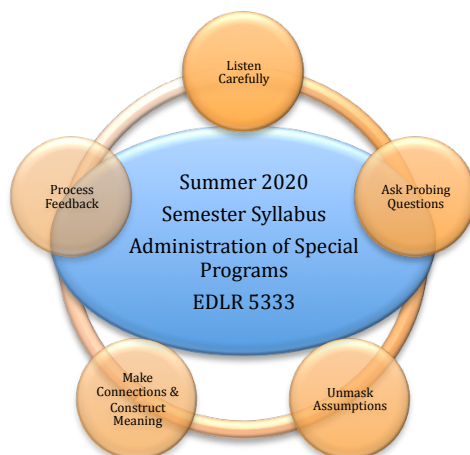 Listen
Carefully
Process
Feedback
Summer 2020
Semester Syllabus
Administration of Special
Programs
EDLR 5333
Ask Probing
Questions
Make
Connections &
Construct
Meaning
Unmask
Assumptions